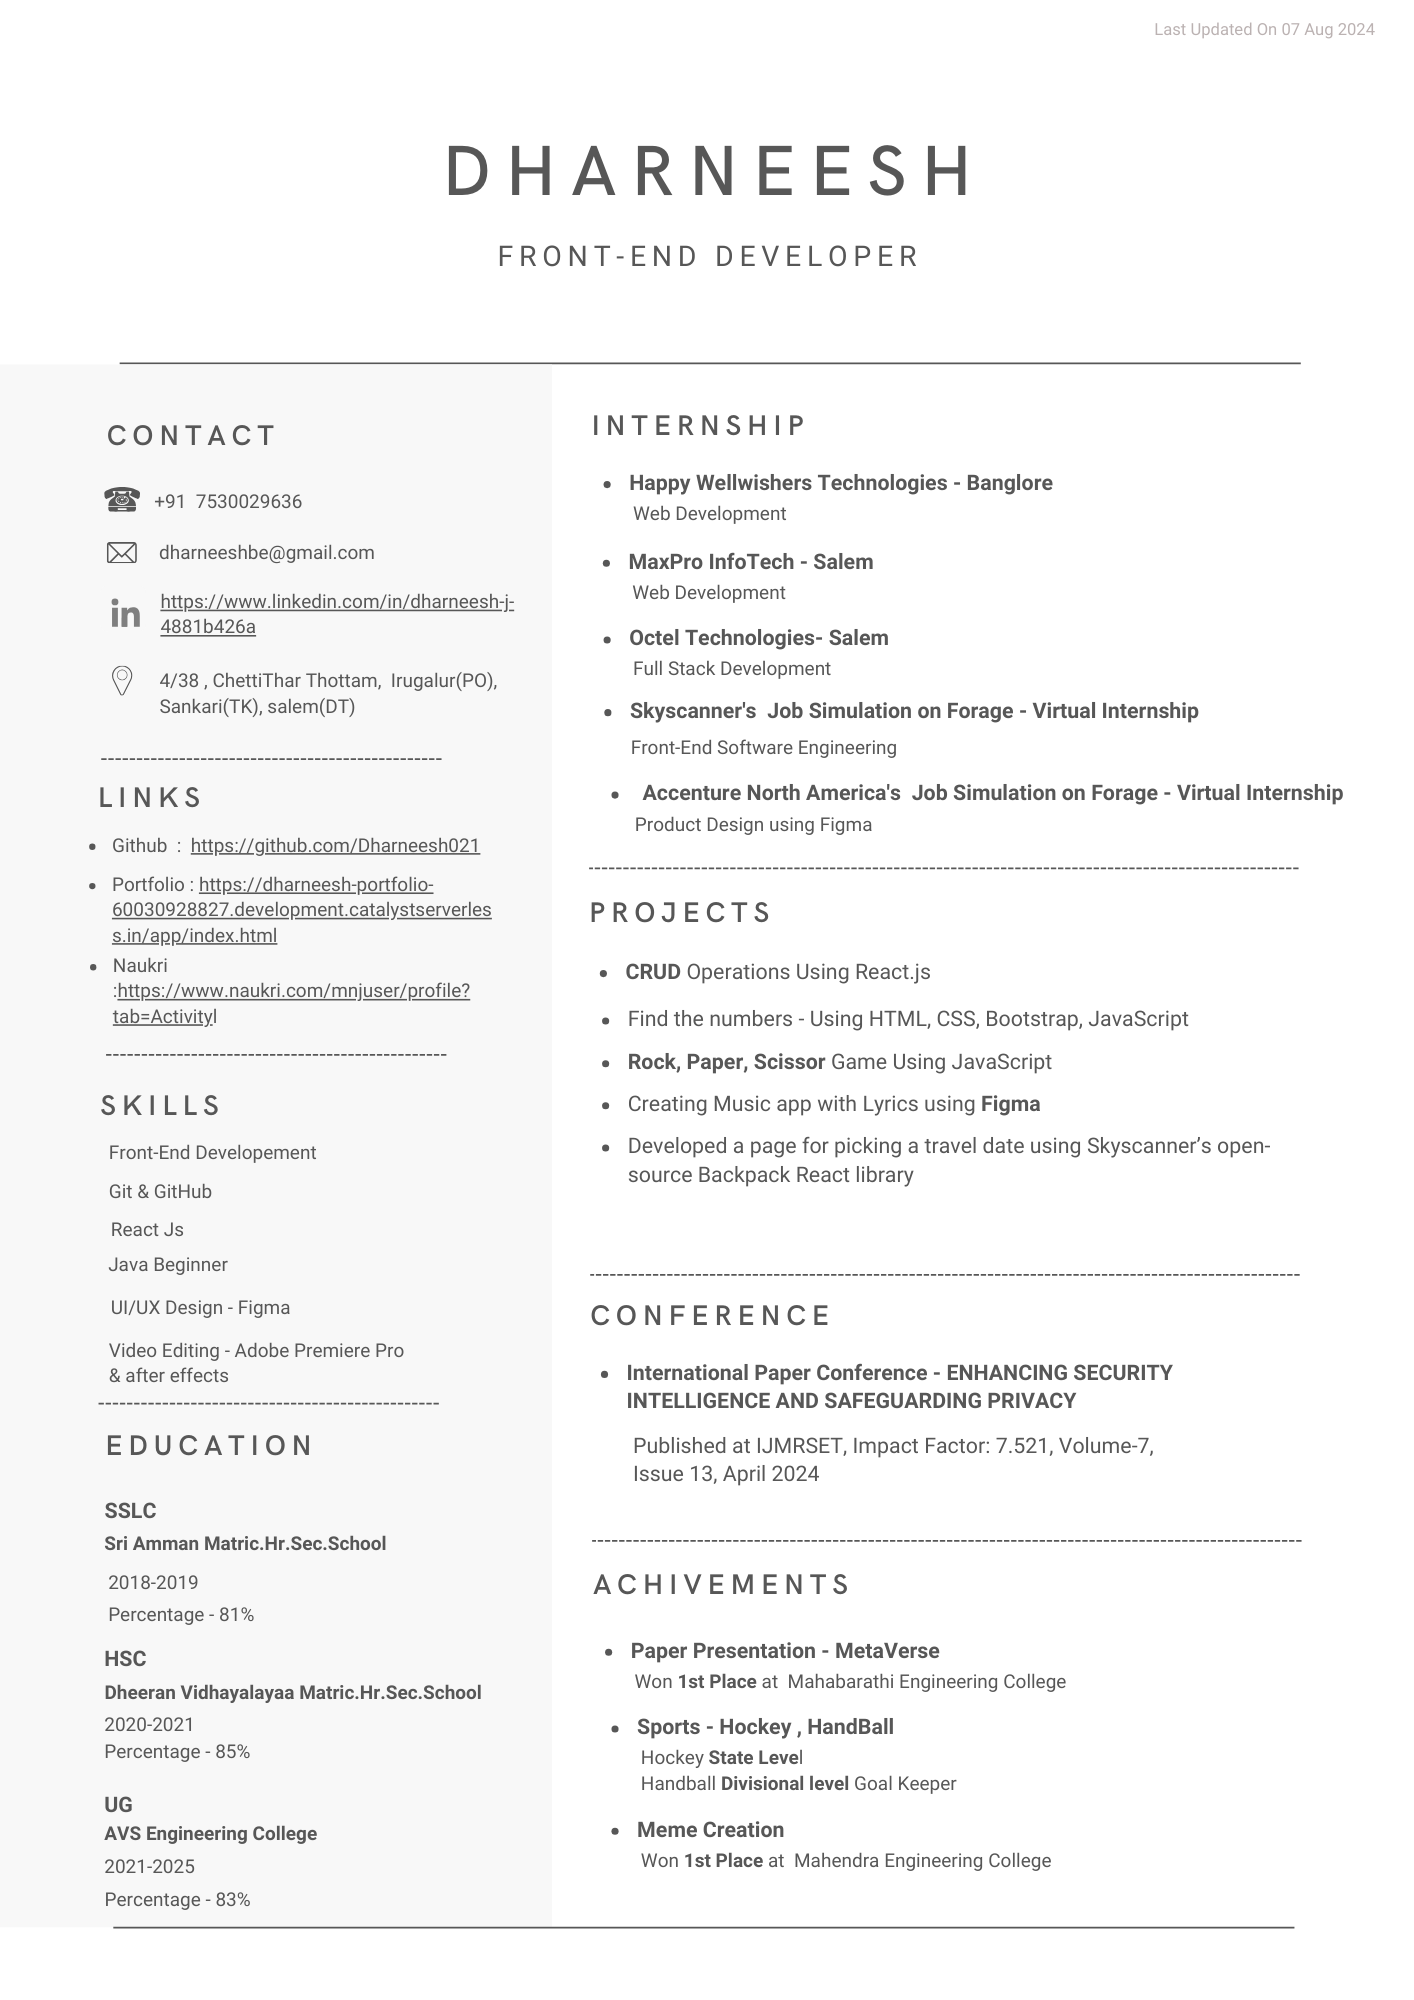 Last Updated On 07 Aug 2024
DHARNEESH
FRONT-END DEVELOPER
CONTACT
+91 7530029636
dharneeshbe@gmail.com
https://www.linkedin.com/in/dharneesh-j-
4881b426a
4/38 , ChettiThar Thottam, Irugalur(PO),
Sankari(TK), salem(DT)
------------------------------------------------
LINKS
• Github : https://github.com/Dharneesh021
• Portfolio : https://dharneesh-portfolio-
60030928827.development.catalystserverles
s.in/app/index.html
• Naukri
:https://www.naukri.com/mnjuser/profile?
tab=Activityl
------------------------------------------------
SKILLS
Front-End Developement
Git & GitHub
React Js
Java Beginner
UI/UX Design - Figma
Video Editing - Adobe Premiere Pro
& after effects
------------------------------------------------
EDUCATION
SSLC
Sri Amman Matric.Hr.Sec.School
2018-2019
Percentage - 81%
HSC
Dheeran Vidhayalayaa Matric.Hr.Sec.School
2020-2021
Percentage - 85%
UG
AVS Engineering College
2021-2025
Percentage - 83%
INTERNSHIP
• Happy Wellwishers Technologies - Banglore
Web Development
• MaxPro InfoTech - Salem
Web Development
• Octel Technologies- Salem
Full Stack Development
• Skyscanner's Job Simulation on Forage - Virtual Internship
Front-End Software Engineering
• Accenture North America's Job Simulation on Forage - Virtual Internship
Product Design using Figma
------------------------------------------------
PROJECTS
• CRUD Operations Using React.js
• Find the numbers - Using HTML, CSS, Bootstrap, JavaScript
• Rock, Paper, Scissor Game Using JavaScript
• Creating Music app with Lyrics using Figma
• Developed a page for picking a travel date using Skyscanner’s open-
source Backpack React library
------------------------------------------------
CONFERENCE
• International Paper Conference - ENHANCING SECURITY
INTELLIGENCE AND SAFEGUARDING PRIVACY
Published at IJMRSET, Impact Factor: 7.521, Volume-7,
Issue 13, April 2024
------------------------------------------------
ACHIVEMENTS
• Paper Presentation - MetaVerse
Won 1st Place at Mahabarathi Engineering College
• Sports - Hockey , HandBall
Hockey State Level
Handball Divisional level Goal Keeper
• Meme Creation
Won 1st Place at Mahendra Engineering College